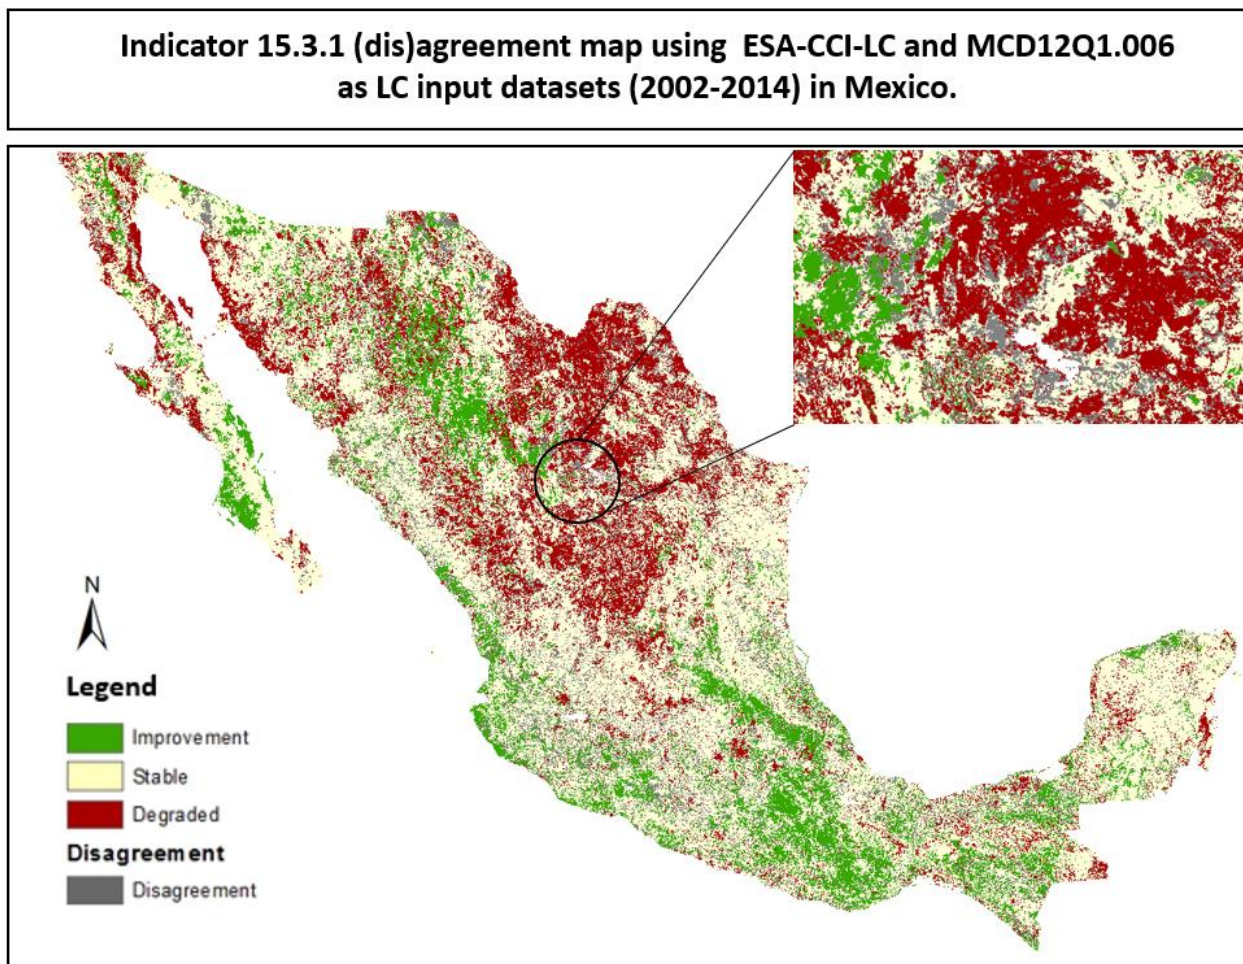 Indicator 15.3.1 (dis)agreement map using ESA-CCI-LC and MCD12Q1.006
as LC input datasets (2002-2014) in Mexico.
N
Legend
Improvement
Stable
Degraded
Disagreement
Disagreement